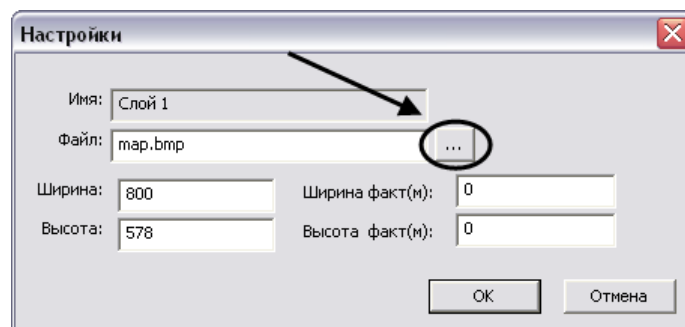 Настройки
Имя: Слой 1
Файл: map.bmp ...
Ширина: 800 Ширина факт(м): 0
Высота: 578 Высота факт(м): 0
OK Отмена